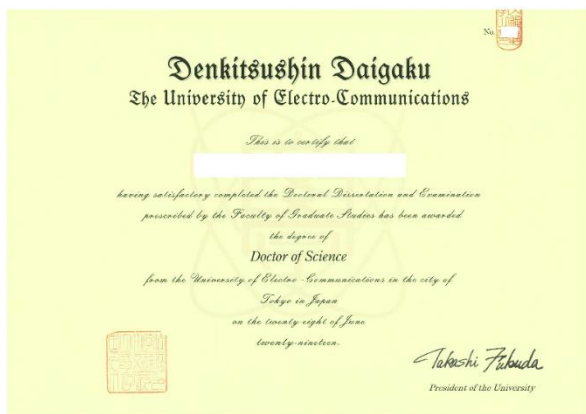 No.
Denkitsushin Daigaku
The University of Electro-Communications
This is to certify that
having satisfactory completed the Doctoral Dissertation and Examination
prescribed by the Faculty of Graduate Studies has been awarded
the degree of
Doctor of Science
from the University of Electro-Communications in the city of
Tokyo in Japan
on the twenty eight of June
twenty-nineteen.
Takashi Fukuda
President of the University